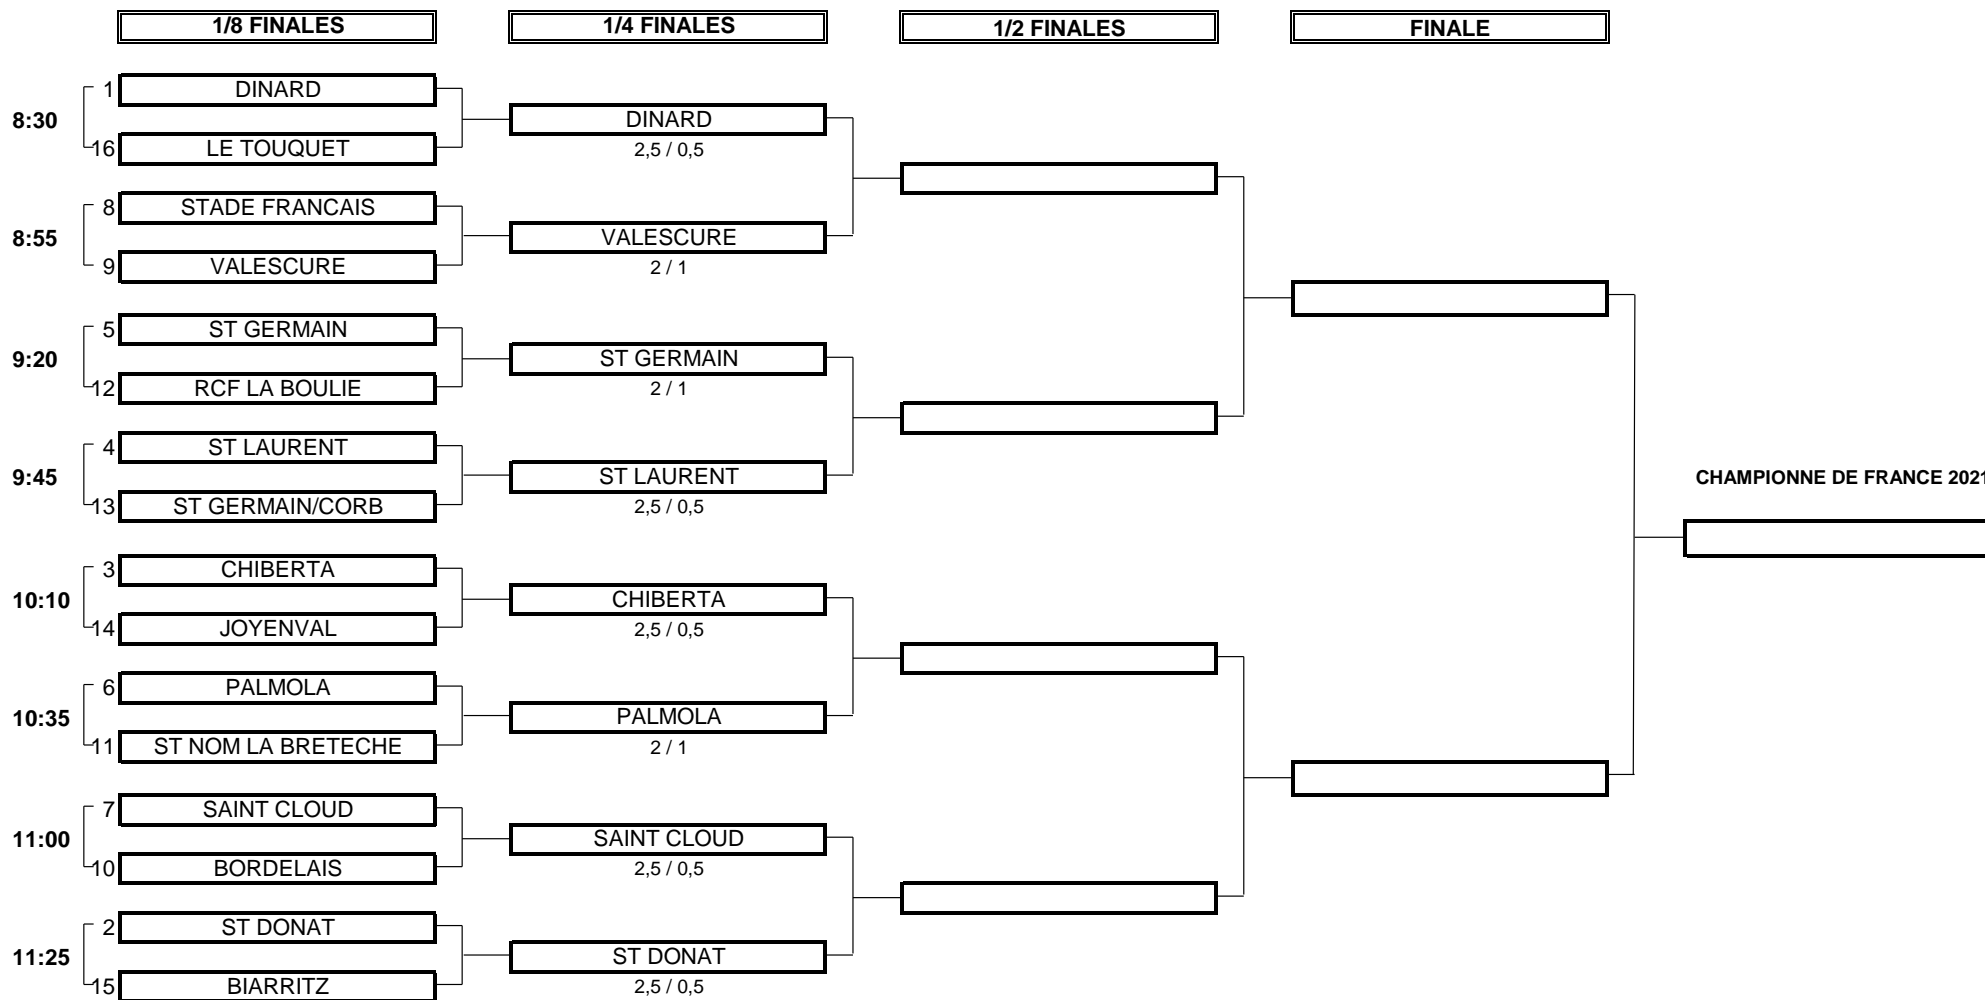 1/8 FINALES
1/4 FINALES
1/2 FINALES
FINALE
1 DINARD
8:30
16 LE TOUQUET
DINARD
2,5 / 0,5
8 STADE FRANCAIS
8:55
9 VALESCURE
VALESCURE
2 / 1
5 ST GERMAIN
9:20
12 RCF LA BOULIE
ST GERMAIN
2 / 1
4 ST LAURENT
9:45
13 ST GERMAIN/CORB
ST LAURENT
2,5 / 0,5
CHAMPIONNE DE FRANCE 2021
3 CHIBERTA
10:10
14 JOYENVAL
CHIBERTA
2,5 / 0,5
6 PALMOLA
10:35
11 ST NOM LA BRETECHE
PALMOLA
2 / 1
7 SAINT CLOUD
11:00
10 BORDELAIS
SAINT CLOUD
2,5 / 0,5
2 ST DONAT
11:25
15 BIARRITZ
ST DONAT
2,5 / 0,5